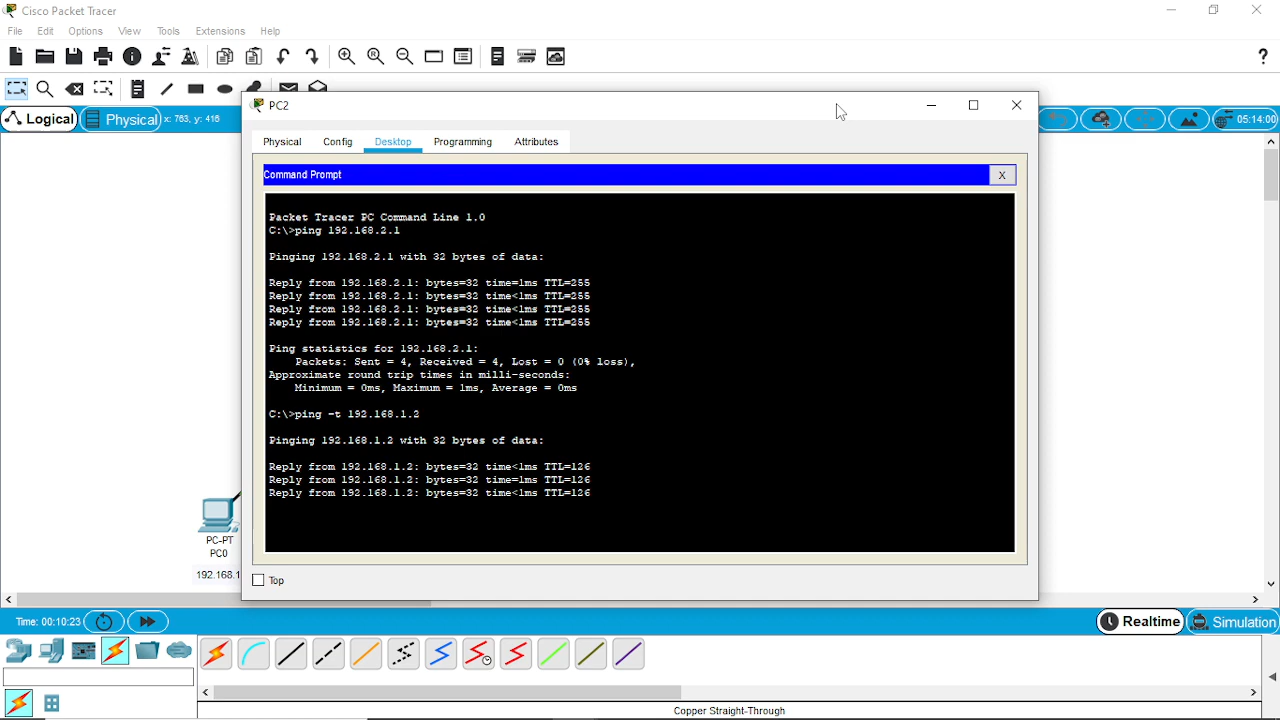 Cisco Packet Tracer
File Edit Options View Tools Extensions Help
Logical Physical x: 763, y: 416 05:14:00
PC2
Physical Config Desktop Programming Attributes
Command Prompt X
Packet Tracer PC Command Line 1.0
C:\>ping 192.168.2.1
Pinging 192.168.2.1 with 32 bytes of data:
Reply from 192.168.2.1: bytes=32 time=1ms TTL=255
Reply from 192.168.2.1: bytes=32 time<1ms TTL=255
Reply from 192.168.2.1: bytes=32 time<1ms TTL=255
Reply from 192.168.2.1: bytes=32 time<1ms TTL=255
Ping statistics for 192.168.2.1:
Packets: Sent = 4, Received = 4, Lost = 0 (0% loss),
Approximate round trip times in milli-seconds:
Minimum = 0ms, Maximum = 1ms, Average = 0ms
C:\>ping -t 192.168.1.2
Pinging 192.168.1.2 with 32 bytes of data:
Reply from 192.168.1.2: bytes=32 time<1ms TTL=126
Reply from 192.168.1.2: bytes=32 time=1ms TTL=126
Reply from 192.168.1.2: bytes=32 time<1ms TTL=126
PC-PT
PC0
192.168.1
Top
Time: 00:10:23 Realtime Simulation
Copper Straight-Through